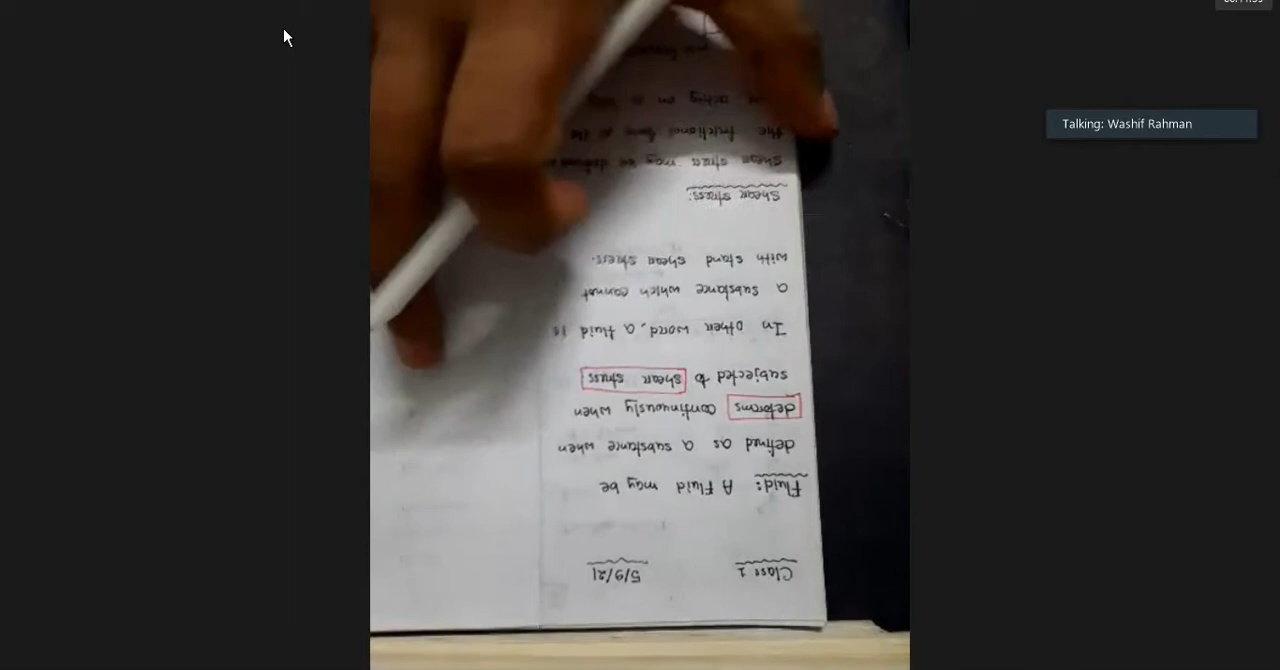 Talking: Washif Rahman
Class 1 5/9/21
Fluid: A Fluid may be
defined as a substance when
deforms continuously when
subjected to shear stress.
In other word, a fluid is
a substance which cannot
with stand shear stress.
Shear stress:
Shear stress may be defined
the frictional force as the
acting on a